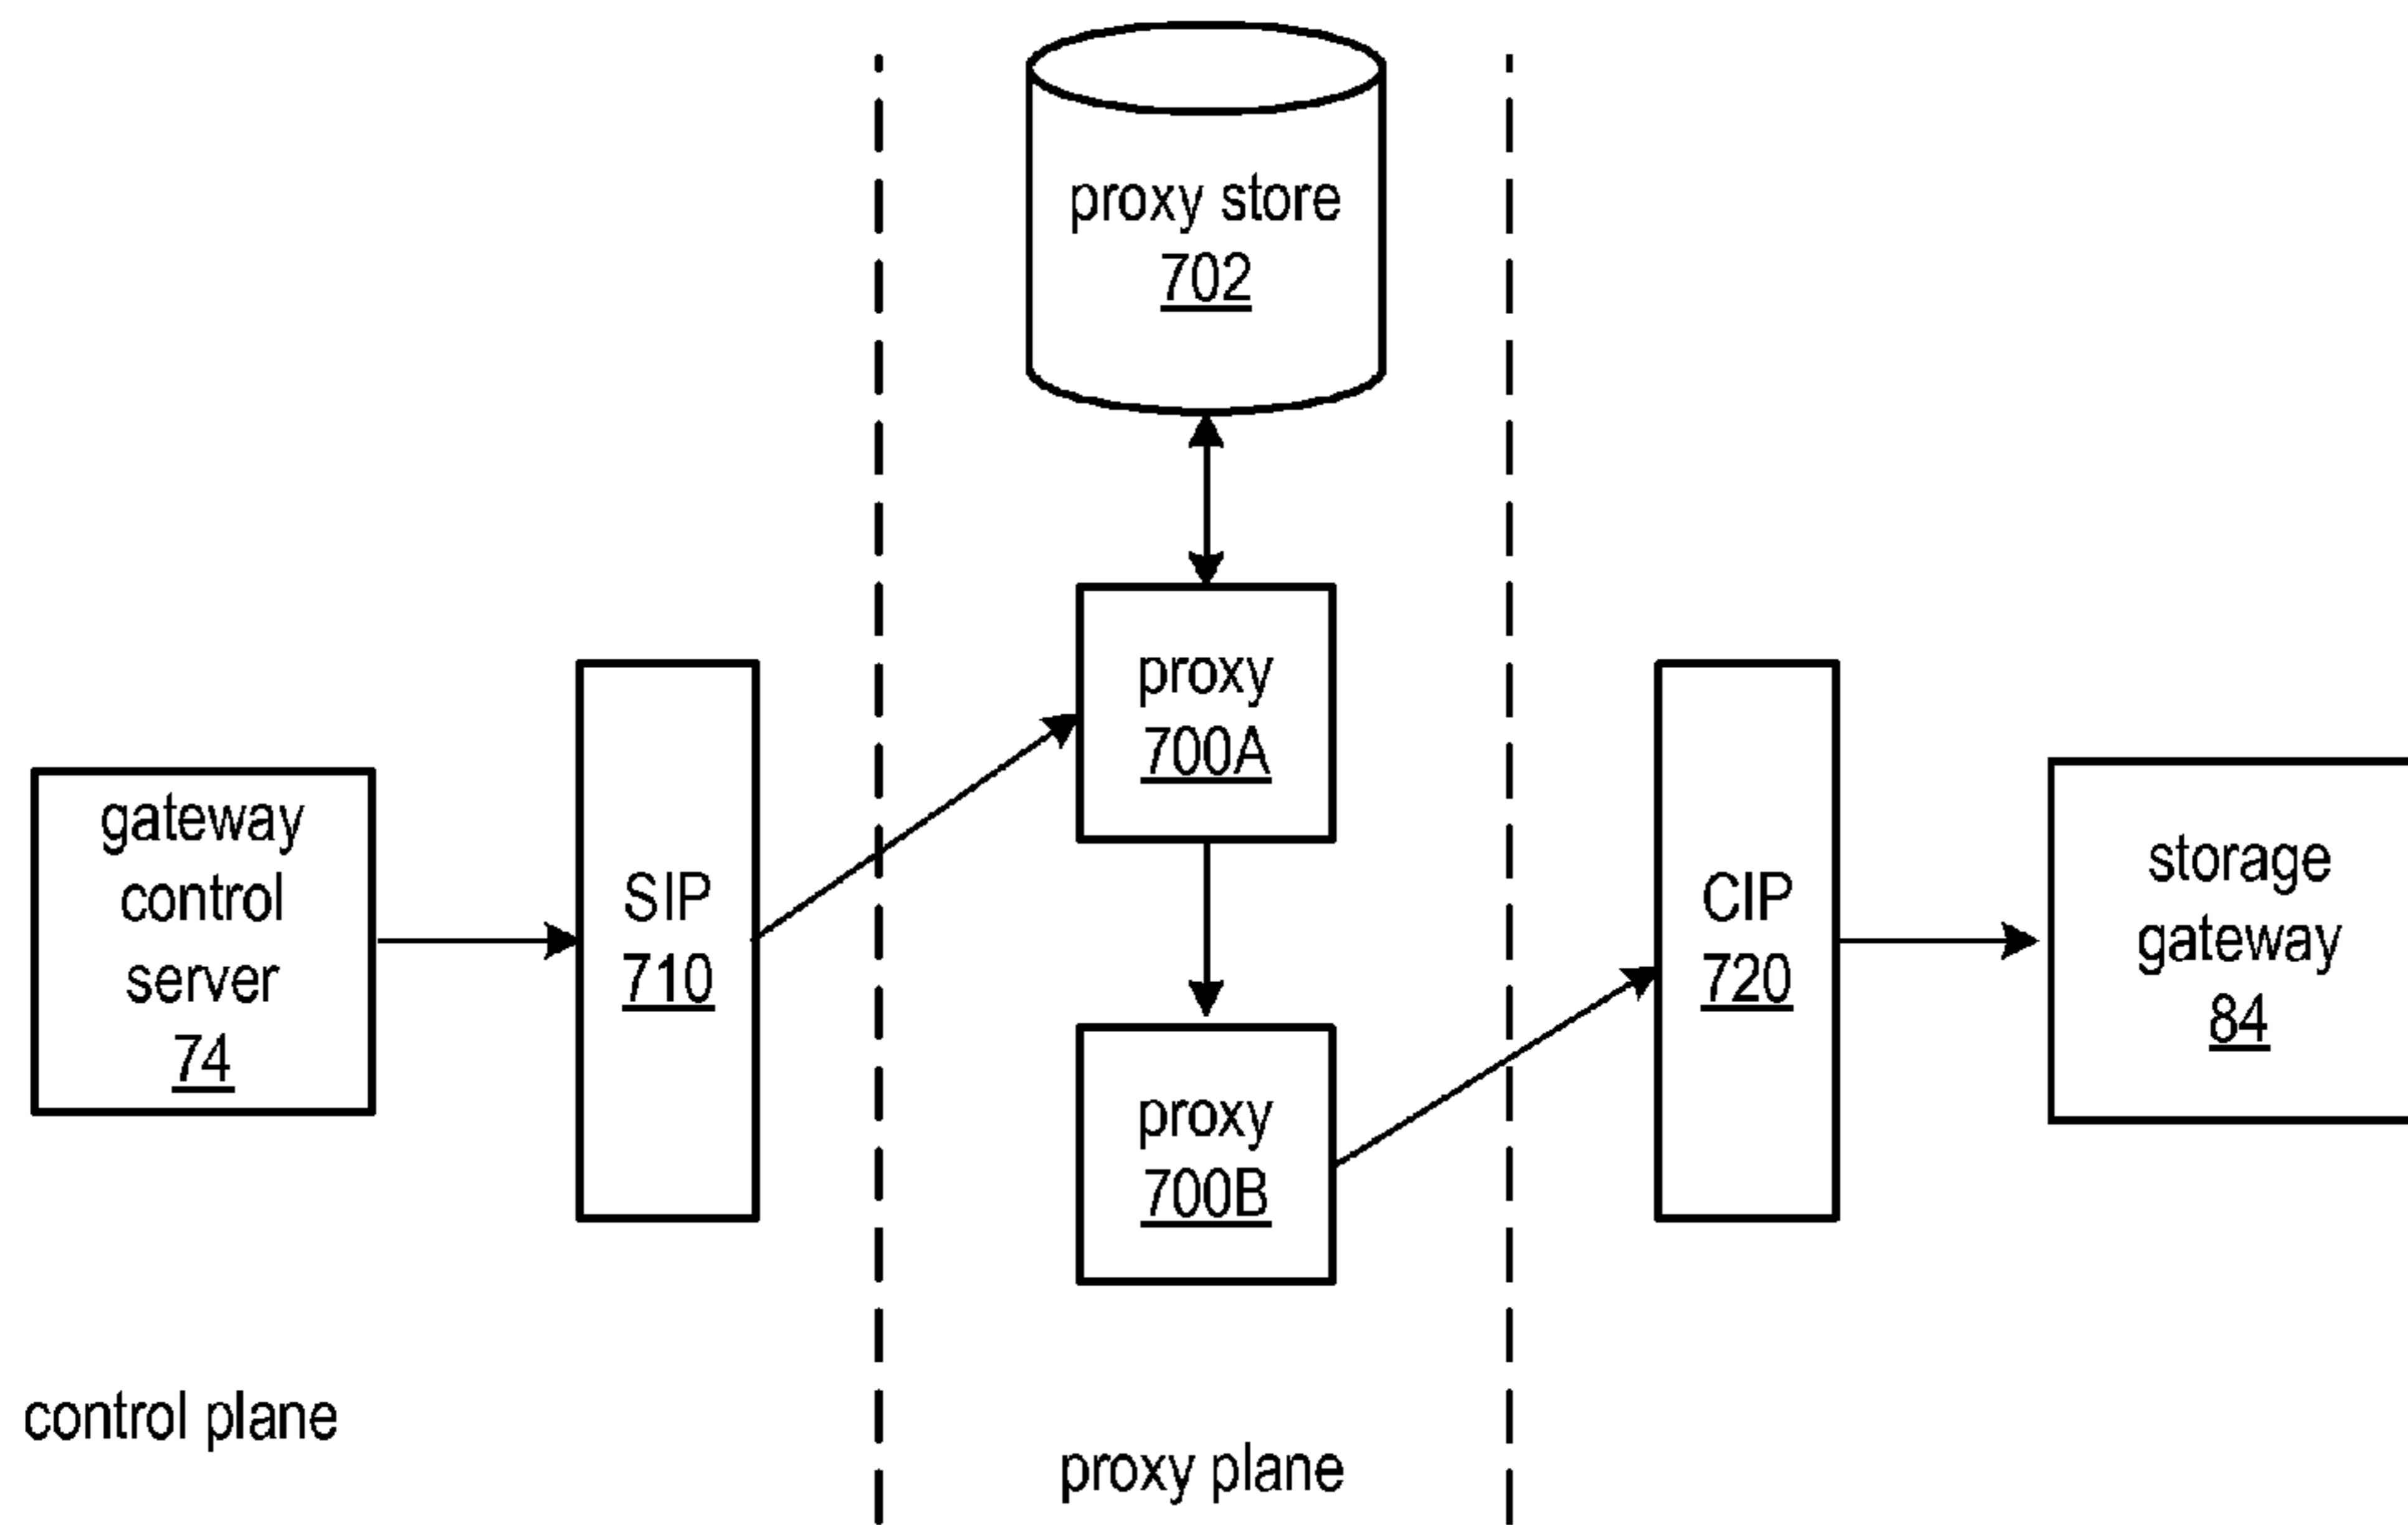 proxy store
702
proxy
700A
gateway
control
server
74
SIP
710
CIP
720
storage
gateway
84
proxy
700B
control plane
proxy plane